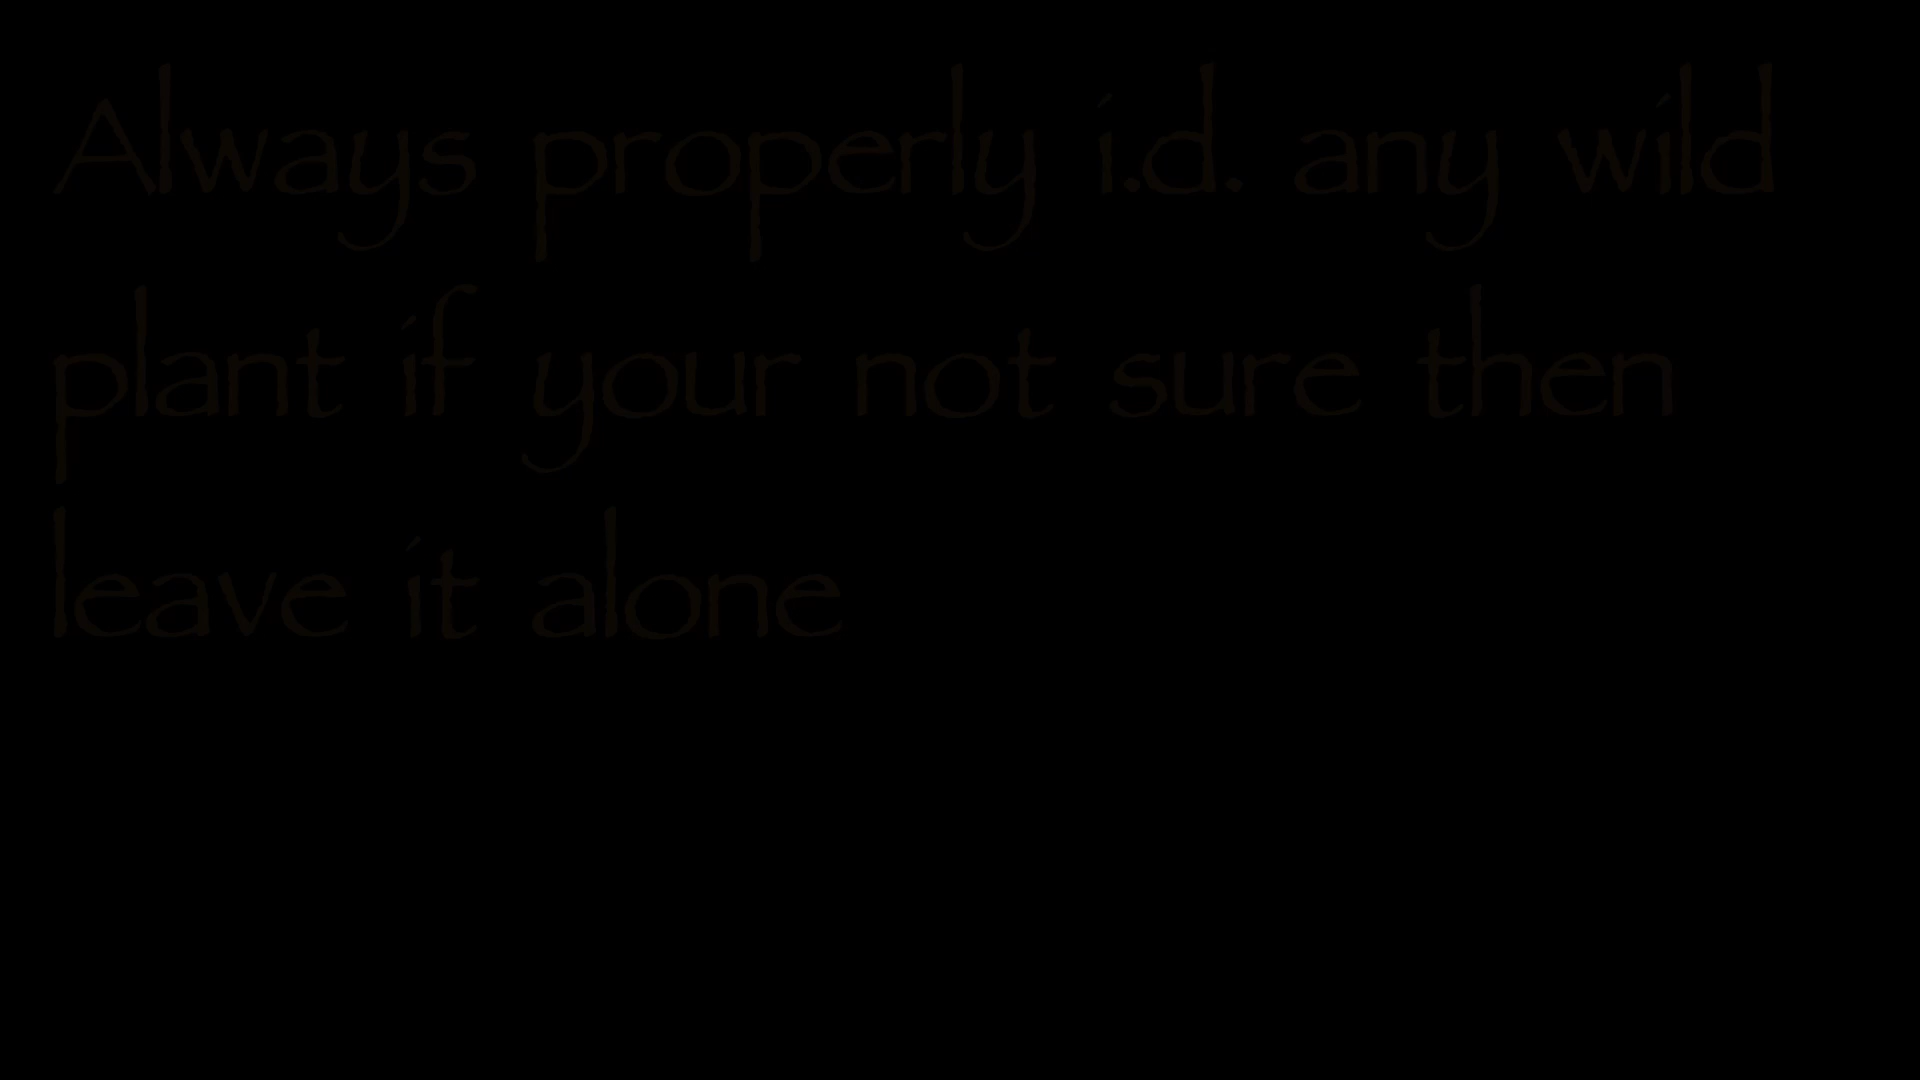 Always properly i.d. any wild
plant if your not sure then
leave it alone